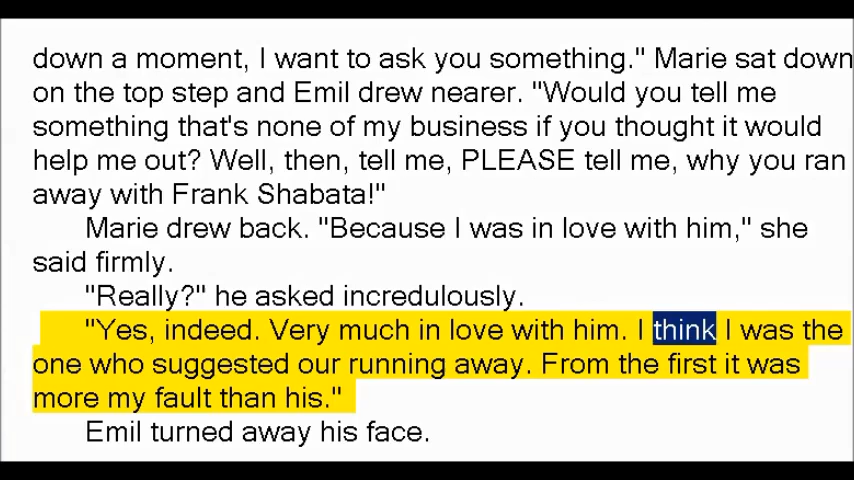 down a moment, I want to ask you something." Marie sat down
on the top step and Emil drew nearer. "Would you tell me
something that's none of my business if you thought it would
help me out? Well, then, tell me, PLEASE tell me, why you ran
away with Frank Shabata!"
Marie drew back. "Because I was in love with him," she
said firmly.
"Really?" he asked incredulously.
"Yes, indeed. Very much in love with him. I think I was the
one who suggested our running away. From the first it was
more my fault than his."
Emil turned away his face.